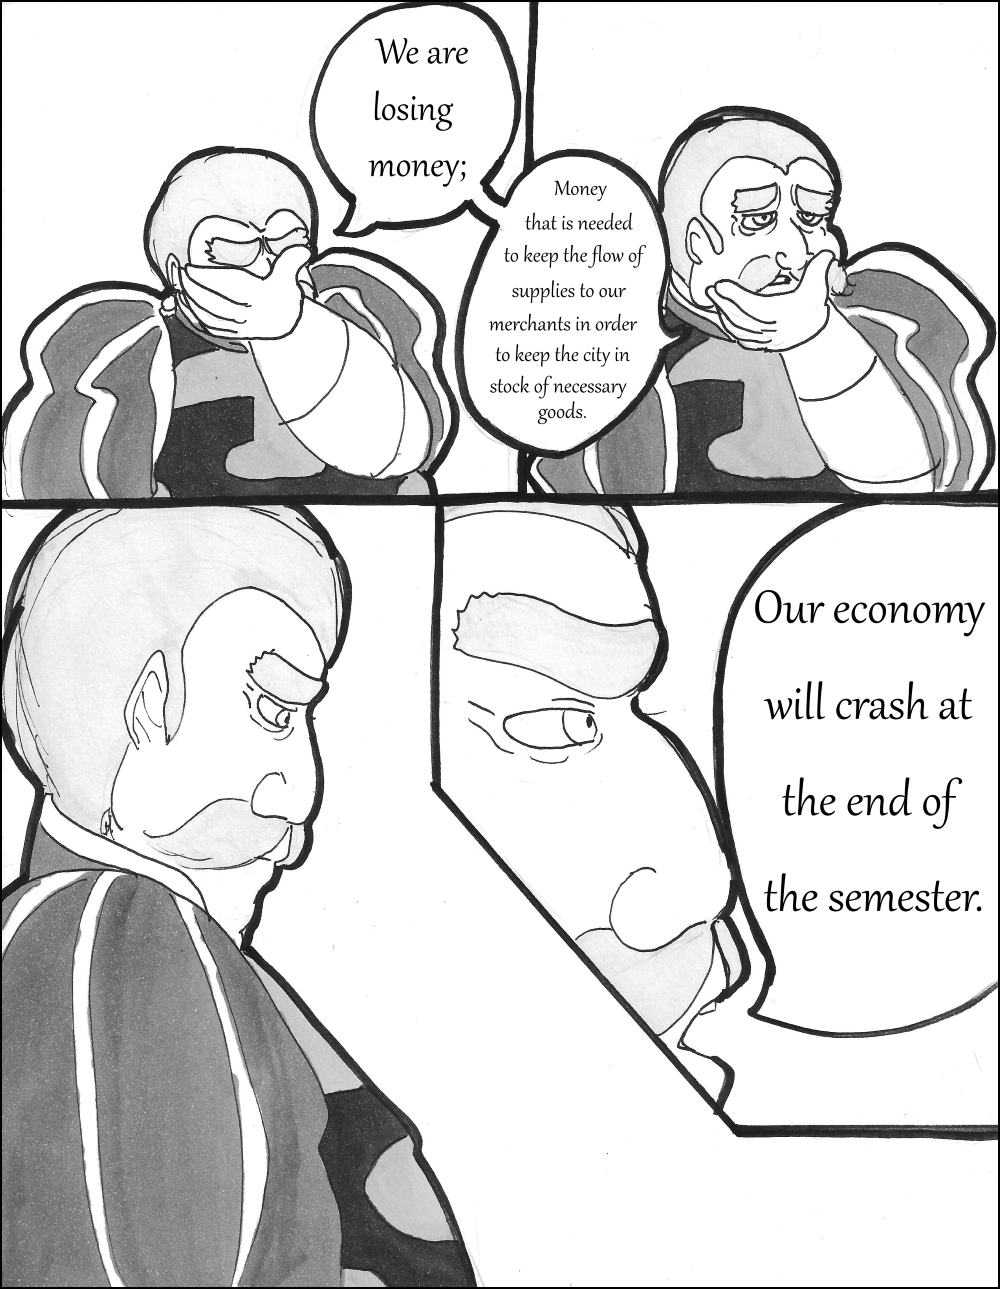 We are
losing
money;
Money
that is needed
to keep the flow of
supplies to our
merchants in order
to keep the city in
stock of necessary
goods.
Our economy
will crash at
the end of
the semester.